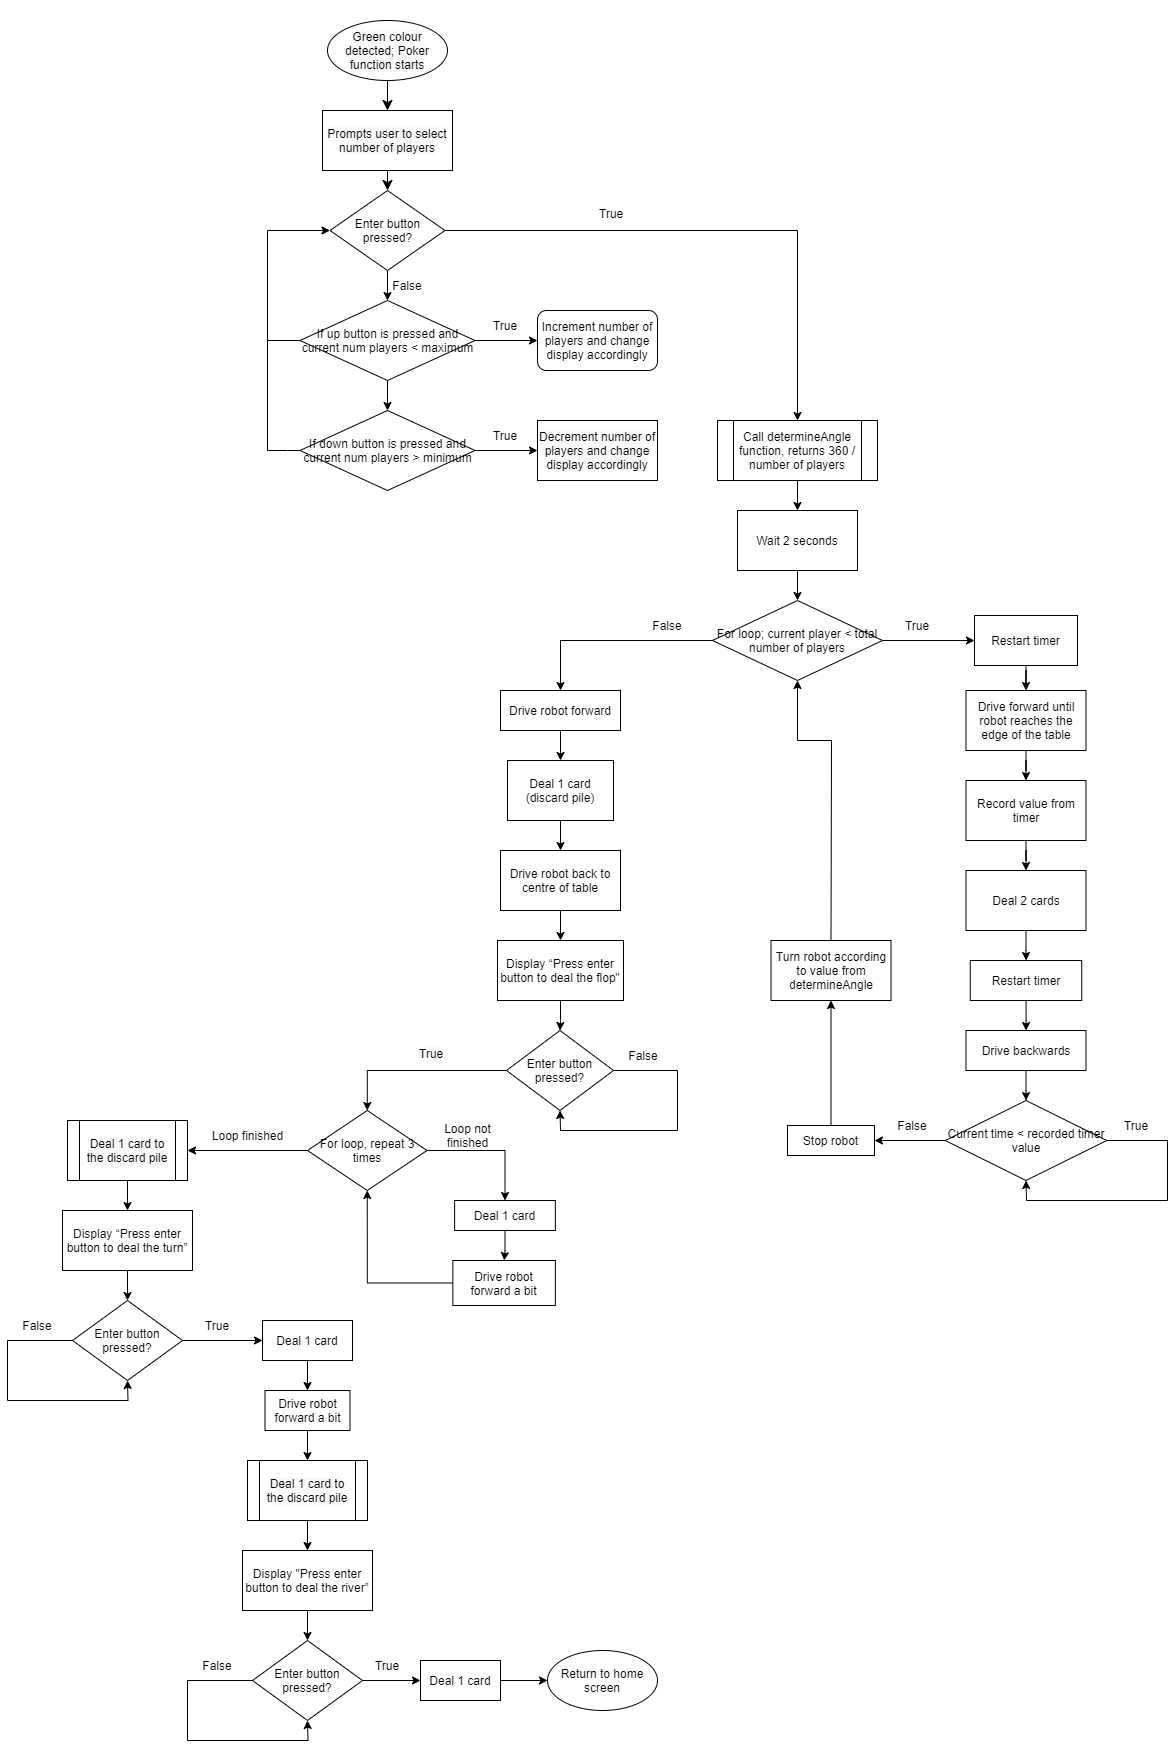 Green colour
detected; Poker
function starts
Prompts user to select
number of players
Enter button
pressed?
True
False
If up button is pressed and
current num players < maximum
True
Increment number of
players and change
display accordingly
If down button is pressed and
current num players > minimum
True
Decrement number of
players and change
display accordingly
Call determineAngle
function, returns 360 /
number of players
Wait 2 seconds
For loop; current player < total
number of players
False
True
Restart timer
Drive forward until
robot reaches the
edge of the table
Record value from
timer
Deal 2 cards
Restart timer
Drive backwards
Current time < recorded timer
value
True
False
Stop robot
Turn robot according
to value from
determineAngle
Drive robot forward
Deal 1 card
(discard pile)
Drive robot back to
centre of table
Display “Press enter
button to deal the flop”
Enter button
pressed?
False
True
For loop, repeat 3
times
Loop not
finished
Deal 1 card
Drive robot
forward a bit
Loop finished
Deal 1 card to
the discard pile
Display “Press enter
button to deal the turn”
Enter button
pressed?
False
True
Deal 1 card
Drive robot
forward a bit
Deal 1 card to
the discard pile
Display "Press enter
button to deal the river”
Enter button
pressed?
False
True
Deal 1 card
Return to home
screen